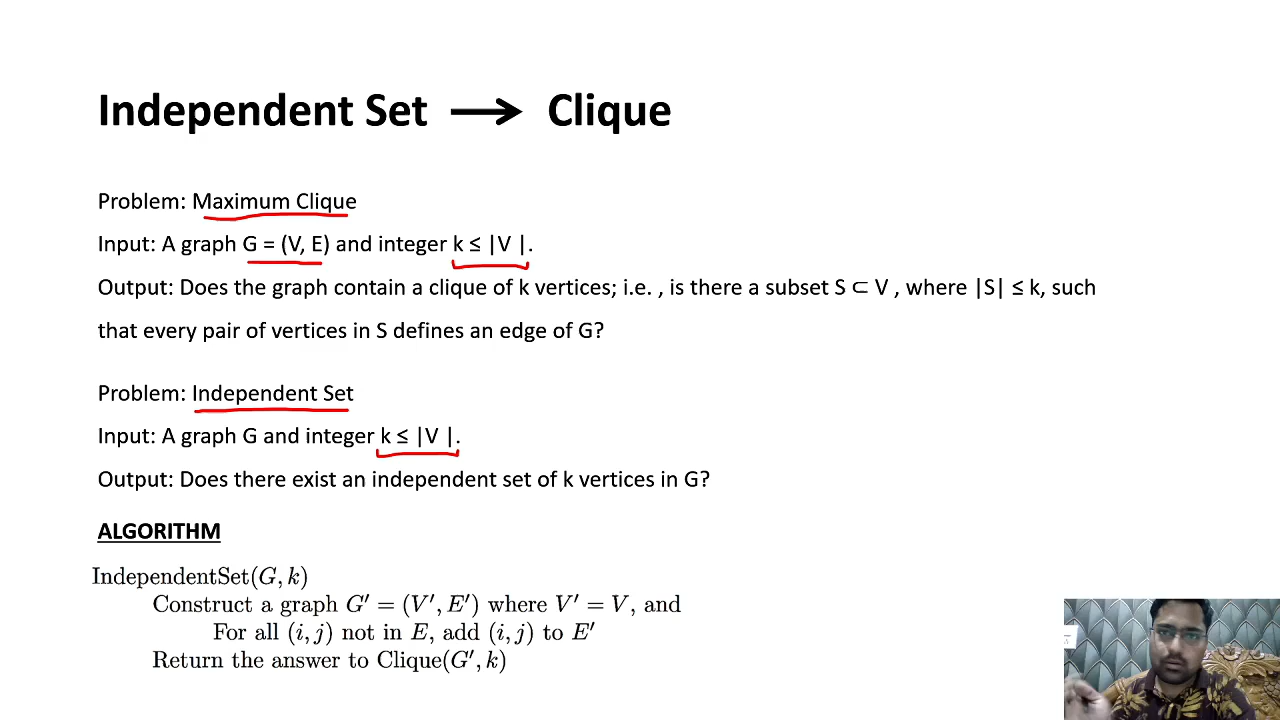 Independent Set → Clique
Problem: Maximum Clique
Input: A graph G = (V, E) and integer k ≤ |V |.
Output: Does the graph contain a clique of k vertices; i.e. , is there a subset S ⊂ V , where |S| ≤ k, such
that every pair of vertices in S defines an edge of G?
Problem: Independent Set
Input: A graph G and integer k ≤ |V |.
Output: Does there exist an independent set of k vertices in G?
ALGORITHM
IndependentSet(G, k)
Construct a graph G′ = (V′, E′) where V′ = V, and
For all (i, j) not in E, add (i, j) to E′
Return the answer to Clique(G′, k)